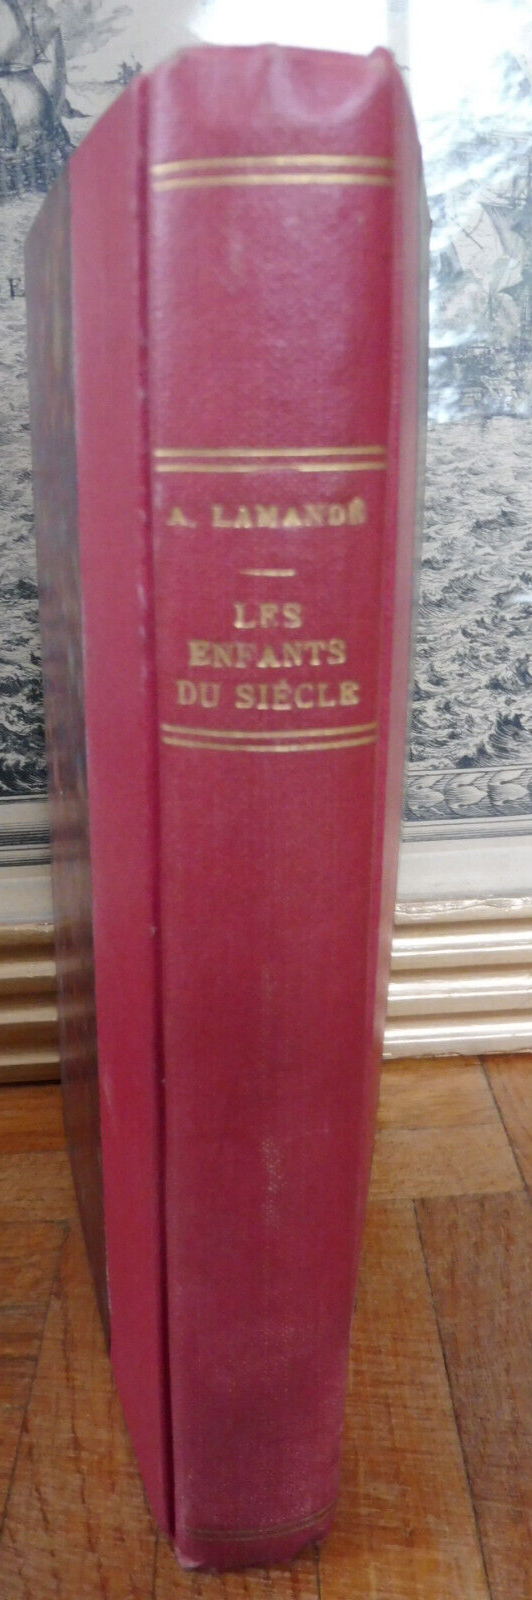 A. LAMANDÉ
LES
ENFANTS
DU SIÈCLE